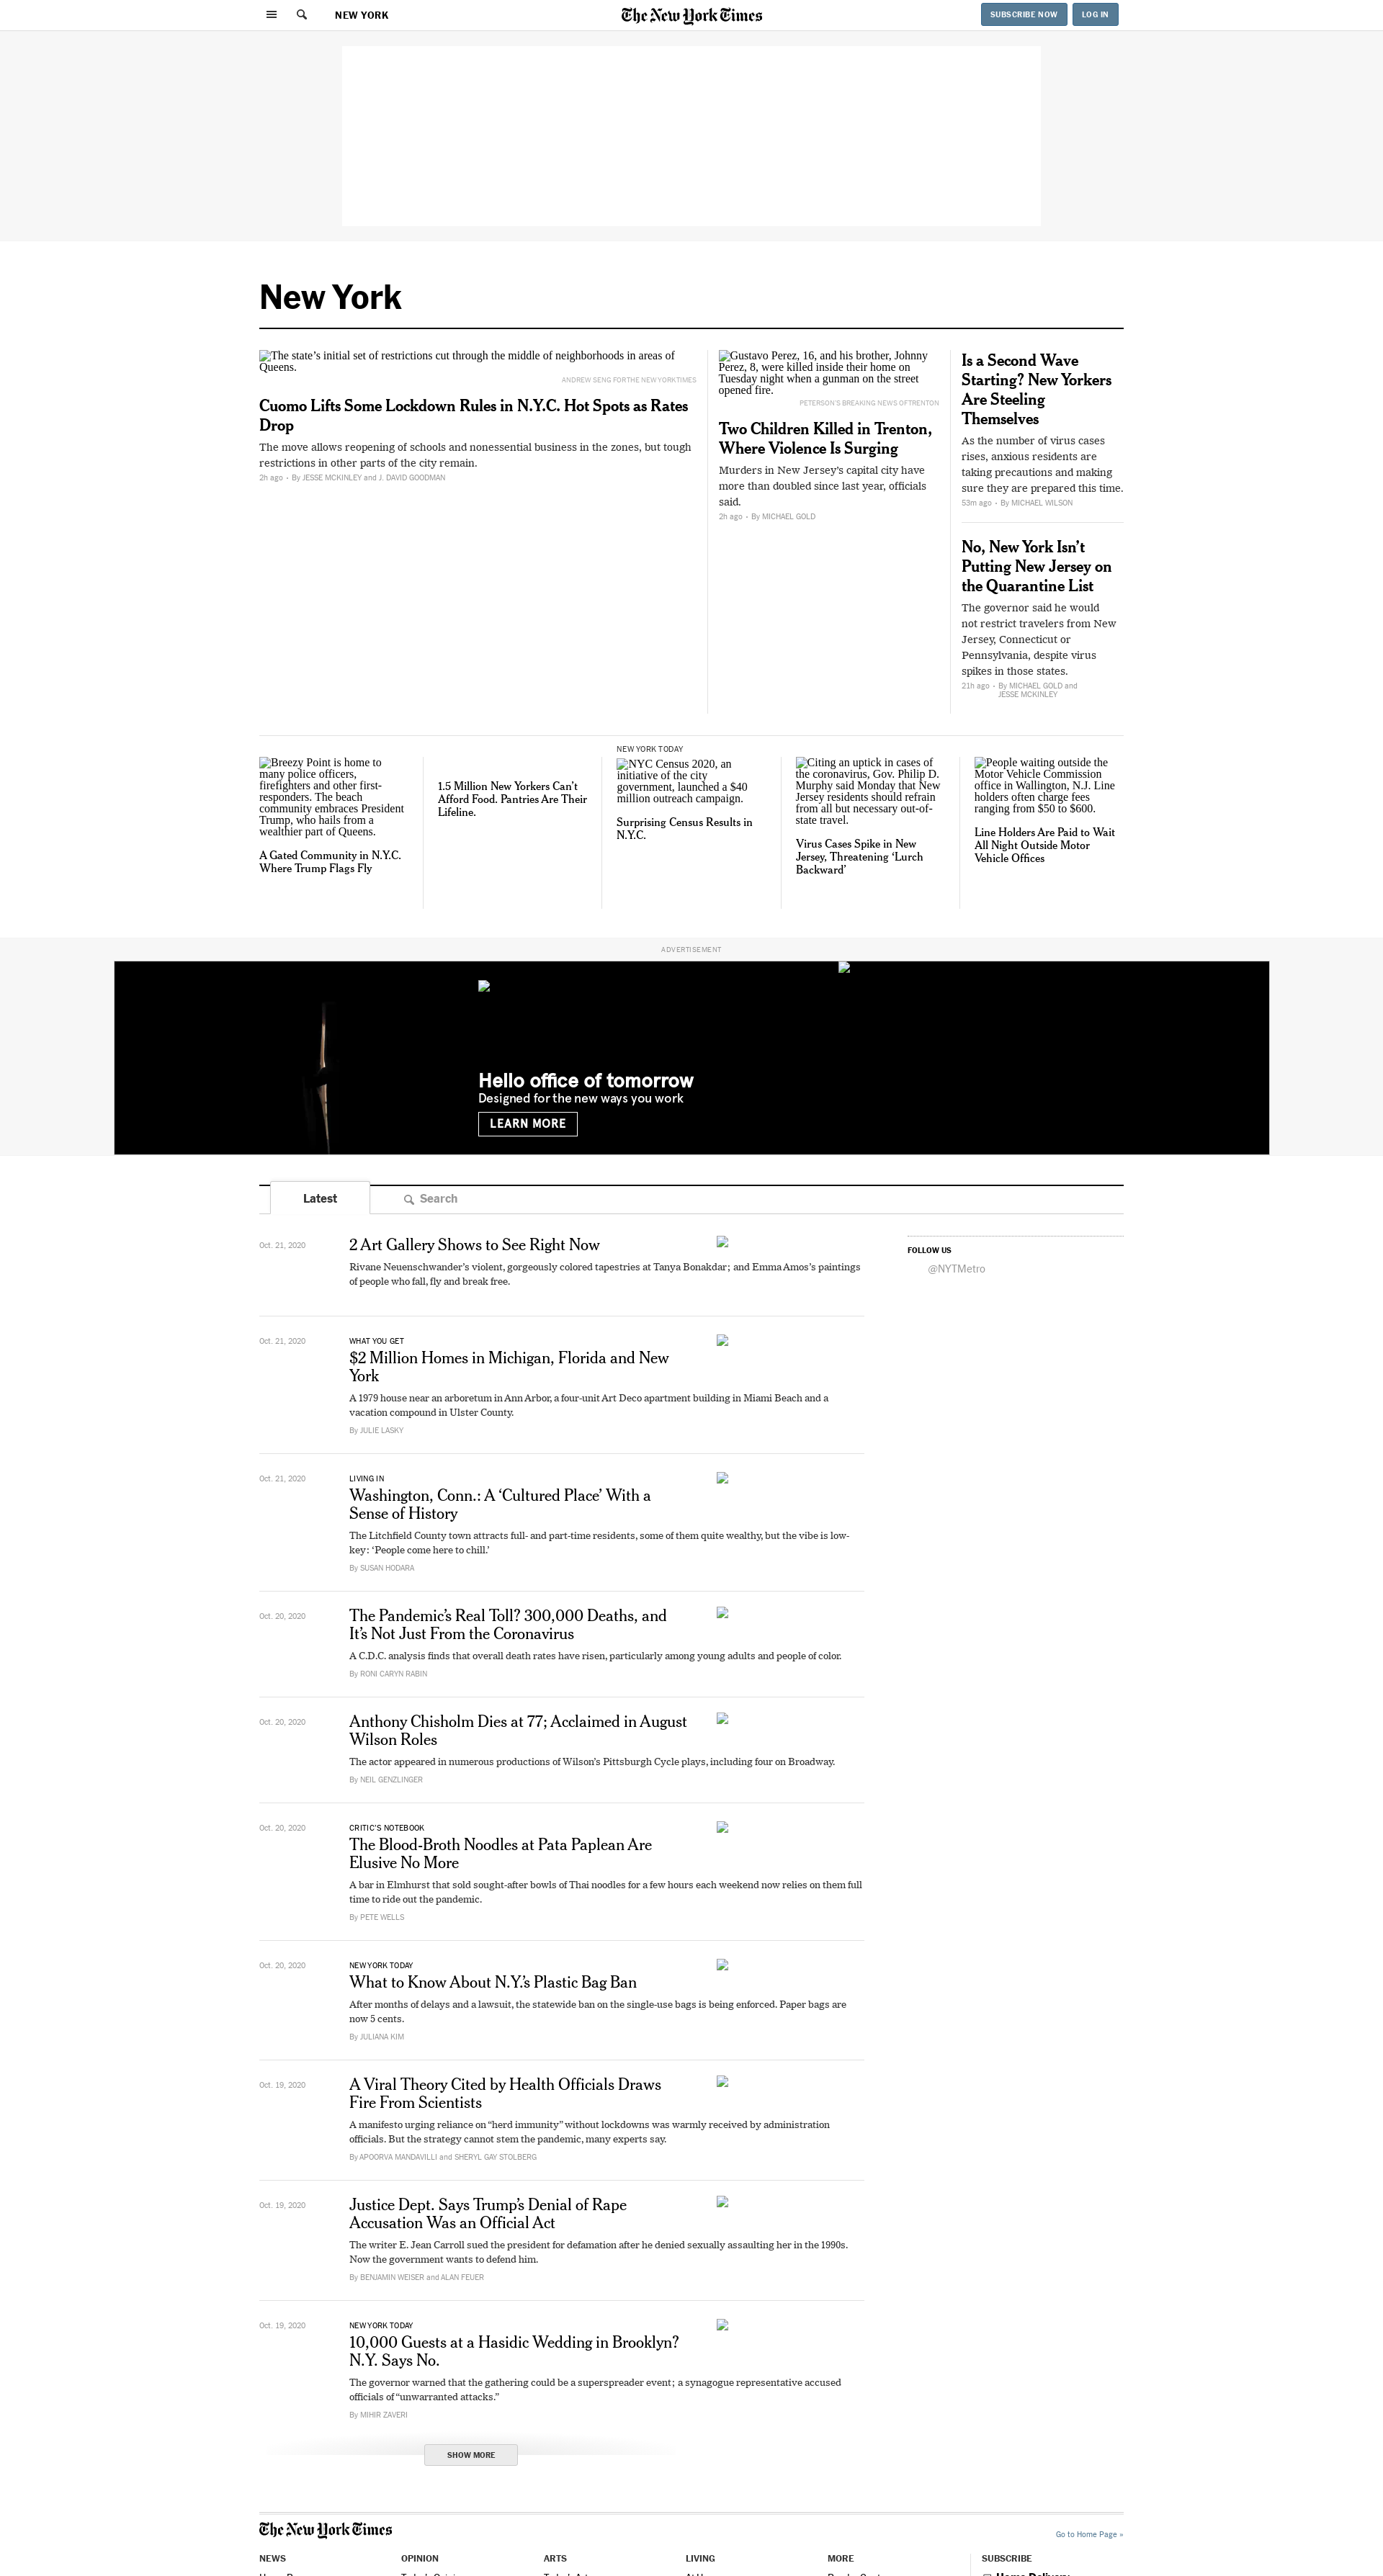 NEW YORK
The New York Times
SUBSCRIBE NOW
LOG IN
New York
The state’s initial set of restrictions cut through the middle of neighborhoods in areas of
Queens.
ANDREW SENG FOR THE NEW YORK TIMES
Cuomo Lifts Some Lockdown Rules in N.Y.C. Hot Spots as Rates
Drop
The move allows reopening of schools and nonessential business in the zones, but tough
restrictions in other parts of the city remain.
2h ago • By JESSE MCKINLEY and J. DAVID GOODMAN
Gustavo Perez, 16, and his brother, Johnny
Perez, 8, were killed inside their home on
Tuesday night when a gunman on the street
opened fire.
PETERSON'S BREAKING NEWS OF TRENTON
Two Children Killed in Trenton,
Where Violence Is Surging
Murders in New Jersey’s capital city have
more than doubled since last year, officials
said.
2h ago • By MICHAEL GOLD
Is a Second Wave
Starting? New Yorkers
Are Steeling
Themselves
As the number of virus cases
rises, anxious residents are
taking precautions and making
sure they are prepared this time.
53m ago • By MICHAEL WILSON
No, New York Isn’t
Putting New Jersey on
the Quarantine List
The governor said he would
not restrict travelers from New
Jersey, Connecticut or
Pennsylvania, despite virus
spikes in those states.
21h ago • By MICHAEL GOLD and
JESSE MCKINLEY
Breezy Point is home to
many police officers,
firefighters and other first-
responders. The beach
community embraces President
Trump, who hails from a
wealthier part of Queens.
A Gated Community in N.Y.C.
Where Trump Flags Fly
1.5 Million New Yorkers Can’t
Afford Food. Pantries Are Their
Lifeline.
NEW YORK TODAY
NYC Census 2020, an
initiative of the city
government, launched a $40
million outreach campaign.
Surprising Census Results in
N.Y.C.
Citing an uptick in cases of
the coronavirus, Gov. Philip D.
Murphy said Monday that New
Jersey residents should refrain
from all but necessary out-of-
state travel.
Virus Cases Spike in New
Jersey, Threatening ‘Lurch
Backward’
People waiting outside the
Motor Vehicle Commission
office in Wallington, N.J. Line
holders often charge fees
ranging from $50 to $600.
Line Holders Are Paid to Wait
All Night Outside Motor
Vehicle Offices
ADVERTISEMENT
Hello office of tomorrow
Designed for the new ways you work
LEARN MORE
Latest
Search
Oct. 21, 2020
2 Art Gallery Shows to See Right Now
Rivane Neuenschwander’s violent, gorgeously colored tapestries at Tanya Bonakdar; and Emma Amos’s paintings
of people who fall, fly and break free.
FOLLOW US
@NYTMetro
Oct. 21, 2020
WHAT YOU GET
$2 Million Homes in Michigan, Florida and New
York
A 1979 house near an arboretum in Ann Arbor, a four-unit Art Deco apartment building in Miami Beach and a
vacation compound in Ulster County.
By JULIE LASKY
Oct. 21, 2020
LIVING IN
Washington, Conn.: A ‘Cultured Place’ With a
Sense of History
The Litchfield County town attracts full- and part-time residents, some of them quite wealthy, but the vibe is low-
key: ‘People come here to chill.’
By SUSAN HODARA
Oct. 20, 2020
The Pandemic’s Real Toll? 300,000 Deaths, and
It’s Not Just From the Coronavirus
A C.D.C. analysis finds that overall death rates have risen, particularly among young adults and people of color.
By RONI CARYN RABIN
Oct. 20, 2020
Anthony Chisholm Dies at 77; Acclaimed in August
Wilson Roles
The actor appeared in numerous productions of Wilson’s Pittsburgh Cycle plays, including four on Broadway.
By NEIL GENZLINGER
Oct. 20, 2020
CRITIC’S NOTEBOOK
The Blood-Broth Noodles at Pata Paplean Are
Elusive No More
A bar in Elmhurst that sold sought-after bowls of Thai noodles for a few hours each weekend now relies on them full
time to ride out the pandemic.
By PETE WELLS
Oct. 20, 2020
NEW YORK TODAY
What to Know About N.Y.’s Plastic Bag Ban
After months of delays and a lawsuit, the statewide ban on the single-use bags is being enforced. Paper bags are
now 5 cents.
By JULIANA KIM
Oct. 19, 2020
A Viral Theory Cited by Health Officials Draws
Fire From Scientists
A manifesto urging reliance on “herd immunity” without lockdowns was warmly received by administration
officials. But the strategy cannot stem the pandemic, many experts say.
By APOORVA MANDAVILLI and SHERYL GAY STOLBERG
Oct. 19, 2020
Justice Dept. Says Trump’s Denial of Rape
Accusation Was an Official Act
The writer E. Jean Carroll sued the president for defamation after he denied sexually assaulting her in the 1990s.
Now the government wants to defend him.
By BENJAMIN WEISER and ALAN FEUER
Oct. 19, 2020
NEW YORK TODAY
10,000 Guests at a Hasidic Wedding in Brooklyn?
N.Y. Says No.
The governor warned that the gathering could be a superspreader event; a synagogue representative accused
officials of “unwarranted attacks.”
By MIHIR ZAVERI
SHOW MORE
The New York Times
Go to Home Page »
NEWS
OPINION
ARTS
LIVING
MORE
SUBSCRIBE